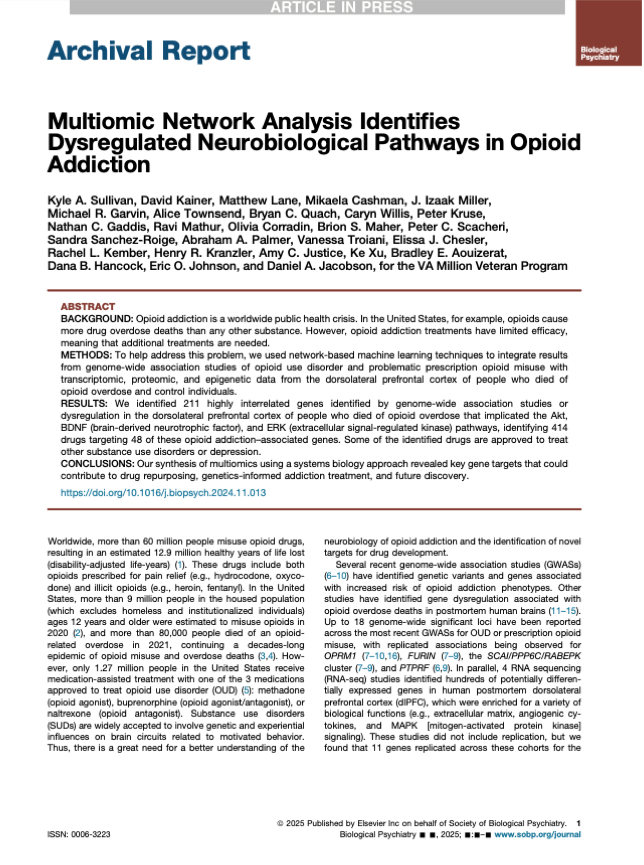 ARTICLE IN PRESS
Archival Report
Biological
Psychiatry
Multiomic Network Analysis Identifies
Dysregulated Neurobiological Pathways in Opioid
Addiction
Kyle A. Sullivan, David Kainer, Matthew Lane, Mikaela Cashman, J. Izaak Miller,
Michael R. Garvin, Alice Townsend, Bryan C. Quach, Caryn Willis, Peter Kruse,
Nathan C. Gaddis, Ravi Mathur, Olivia Corradin, Brion S. Maher, Peter C. Scacheri,
Sandra Sanchez-Roige, Abraham A. Palmer, Vanessa Troiani, Elissa J. Chesler,
Rachel L. Kember, Henry R. Kranzler, Amy C. Justice, Ke Xu, Bradley E. Aouizerat,
Dana B. Hancock, Eric O. Johnson, and Daniel A. Jacobson, for the VA Million Veteran Program
ABSTRACT
BACKGROUND: Opioid addiction is a worldwide public health crisis. In the United States, for example, opioids cause
more drug overdose deaths than any other substance. However, opioid addiction treatments have limited efficacy,
meaning that additional treatments are needed.
METHODS: To help address this problem, we used network-based machine learning techniques to integrate results
from genome-wide association studies of opioid use disorder and problematic prescription opioid misuse with
transcriptomic, proteomic, and epigenetic data from the dorsolateral prefrontal cortex of people who died of
opioid overdose and control individuals.
RESULTS: We identified 211 highly interrelated genes identified by genome-wide association studies or
dysregulation in the dorsolateral prefrontal cortex of people who died of opioid overdose that implicated the Akt,
BDNF (brain-derived neurotrophic factor), and ERK (extracellular signal-regulated kinase) pathways, identifying 414
drugs targeting 48 of these opioid addiction–associated genes. Some of the identified drugs are approved to treat
other substance use disorders or depression.
CONCLUSIONS: Our synthesis of multiomics using a systems biology approach revealed key gene targets that could
contribute to drug repurposing, genetics-informed addiction treatment, and future discovery.
https://doi.org/10.1016/j.biopsych.2024.11.013
Worldwide, more than 60 million people misuse opioid drugs,
resulting in an estimated 12.9 million healthy years of life lost
(disability-adjusted life-years) (1). These drugs include both
opioids prescribed for pain relief (e.g., hydrocodone, oxyco-
done) and illicit opioids (e.g., heroin, fentanyl). In the United
States, more than 9 million people in the housed population
(which excludes homeless and institutionalized individuals)
ages 12 years and older were estimated to misuse opioids in
2020 (2), and more than 80,000 people died of an opioid-
related overdose in 2021, continuing a decades-long
epidemic of opioid misuse and overdose deaths (3,4). How-
ever, only 1.27 million people in the United States receive
medication-assisted treatment with one of the 3 medications
approved to treat opioid use disorder (OUD) (5): methadone
(opioid agonist), buprenorphine (opioid agonist/antagonist), or
naltrexone (opioid antagonist). Substance use disorders
(SUDs) are widely accepted to involve genetic and experiential
influences on brain circuits related to motivated behavior.
Thus, there is a great need for a better understanding of the
neurobiology of opioid addiction and the identification of novel
targets for drug development.
Several recent genome-wide association studies (GWASs)
(6–10) have identified genetic variants and genes associated
with increased risk of opioid addiction phenotypes. Other
studies have identified gene dysregulation associated with
opioid overdose deaths in postmortem human brains (11–15).
Up to 18 genome-wide significant loci have been reported
across the most recent GWASs for OUD or prescription opioid
misuse, with replicated associations being observed for
OPRM1 (7–10,16), FURIN (7–9), the SCAI/PPP6C/RABEPK
cluster (7–9), and PTPRF (6,9). In parallel, 4 RNA sequencing
(RNA-seq) studies identified hundreds of potentially differen-
tially expressed genes in human postmortem dorsolateral
prefrontal cortex (dlPFC), which were enriched for a variety of
biological functions (e.g., extracellular matrix, angiogenic cy-
tokines, and MAPK [mitogen-activated protein kinase]
signaling). These studies did not include replication, but we
found that 11 genes replicated across these cohorts for the
© 2025 Published by Elsevier Inc on behalf of Society of Biological Psychiatry. 1
ISSN: 0006-3223
Biological Psychiatry ■ ■, 2025; ■:■–■ www.sobp.org/journal